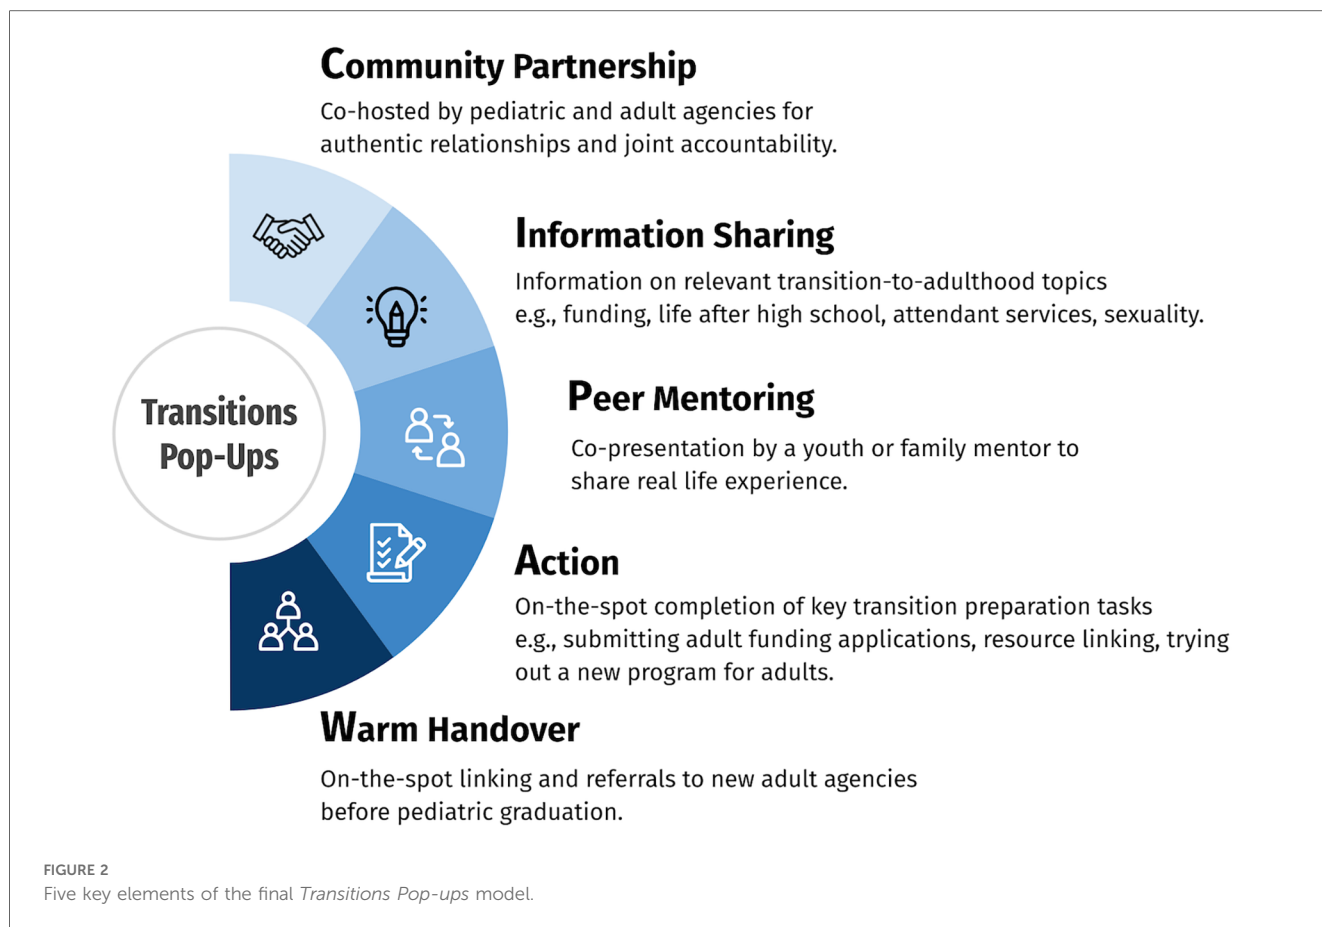 Community Partnership
Co-hosted by pediatric and adult agencies for
authentic relationships and joint accountability.
Information Sharing
Information on relevant transition-to-adulthood topics
e.g., funding, life after high school, attendant services, sexuality.
Transitions
Pop-Ups
Peer Mentoring
Co-presentation by a youth or family mentor to
share real life experience.
Action
On-the-spot completion of key transition preparation tasks
e.g., submitting adult funding applications, resource linking, trying
out a new program for adults.
Warm Handover
On-the-spot linking and referrals to new adult agencies
before pediatric graduation.
FIGURE 2
Five key elements of the final Transitions Pop-ups model.